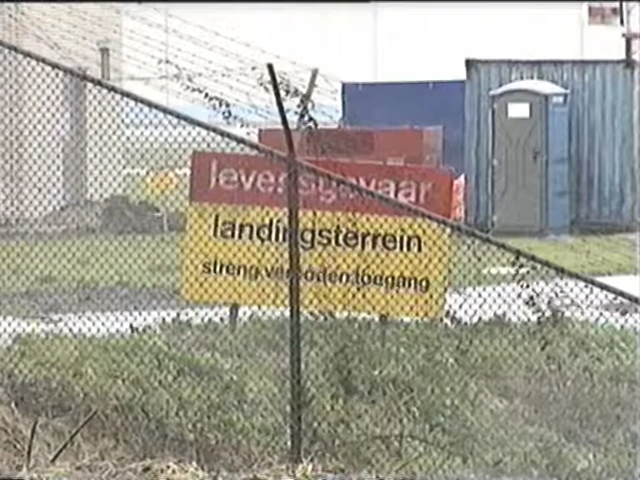 levensgevaar
landingsterrein
streng verboden toegang